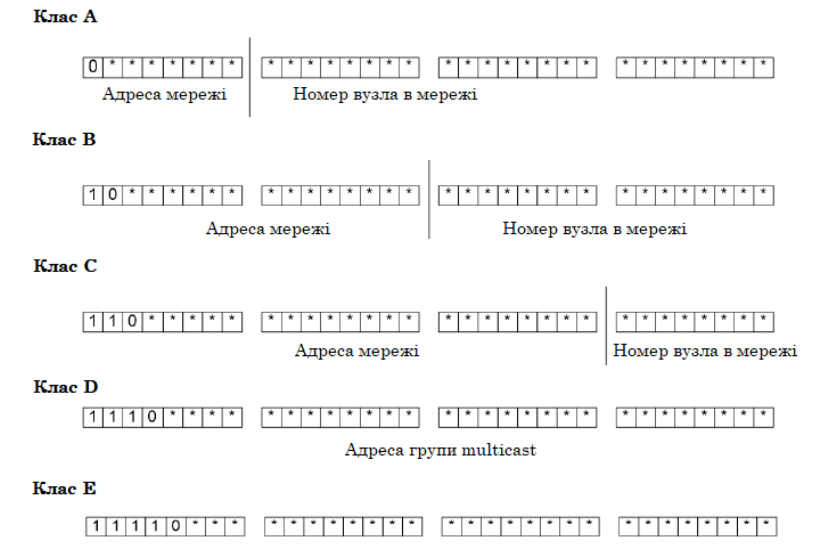 Клас A
0 * * * * * * * * * * * * * * * * * * * * * * * * * * * * * * *
Адреса мережі Номер вузла в мережі
Клас B
1 0 * * * * * * * * * * * * * * * * * * * * * * * * * * * * * *
Адреса мережі Номер вузла в мережі
Клас C
1 1 0 * * * * * * * * * * * * * * * * * * * * * * * * * * * * *
Адреса мережі Номер вузла в мережі
Клас D
1 1 1 0 * * * * * * * * * * * * * * * * * * * * * * * * * * * *
Адреса групи multicast
Клас E
1 1 1 1 0 * * * * * * * * * * * * * * * * * * * * * * * * * * *